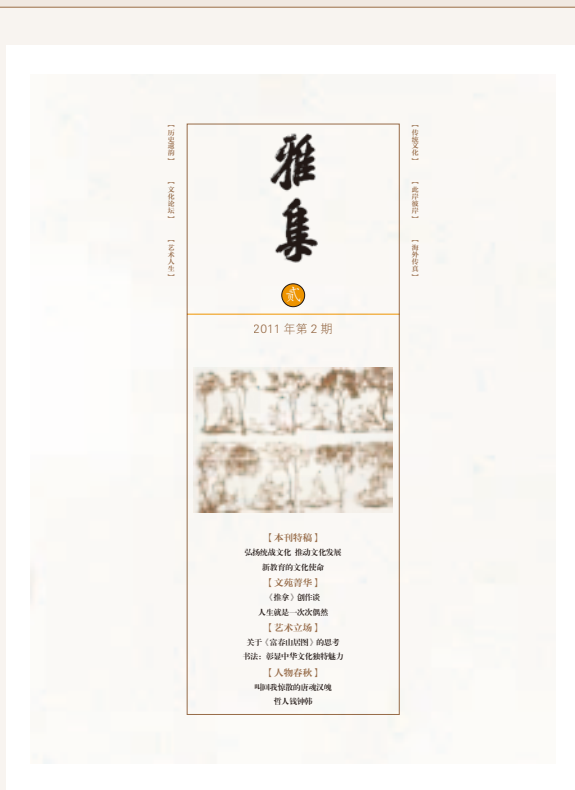 雅集
贰
2011 年第 2 期
【历史遗韵】
【文化论坛】
【艺术人生】
【传统文化】
【此岸彼岸】
【海外传真】
【本刊特稿】
弘扬统战文化 推动文化发展
新教育的文化使命
【文苑菁华】
《推拿》创作谈
人生就是一次次偶然
【艺术立场】
关于《富春山居图》的思考
书法：彰显中华文化独特魅力
【人物春秋】
叫回我惊散的唐魂汉魄
哲人钱钟韩